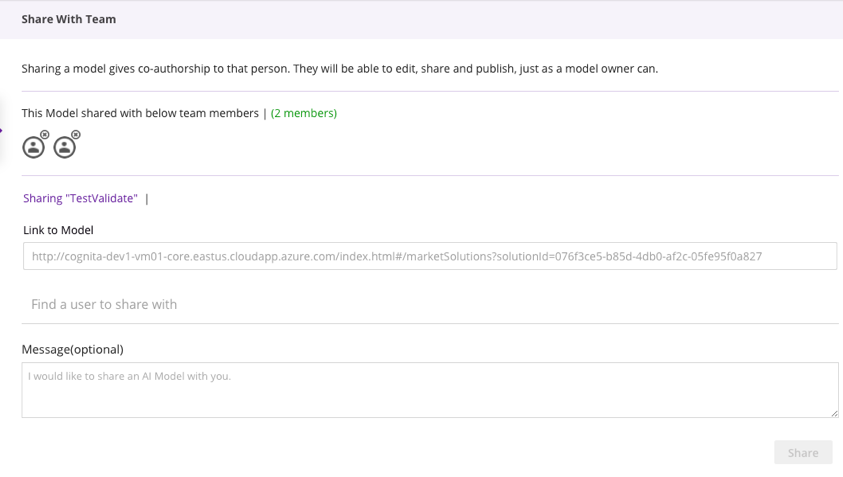 Share With Team
Sharing a model gives co-authorship to that person. They will be able to edit, share and publish, just as a model owner can.
This Model shared with below team members | (2 members)
Sharing "TestValidate" |
Link to Model
http://cognita-dev1-vm01-core.eastus.cloudapp.azure.com/index.html#/marketSolutions?solutionId=076f3ce5-b85d-4db0-af2c-05fe95f0a827
Find a user to share with
Message(optional)
I would like to share an AI Model with you.
Share